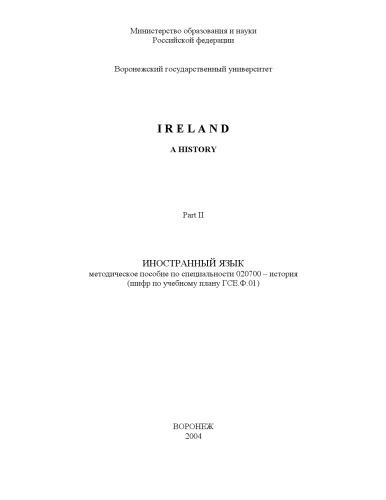 Министерство образования и науки
Российской федерации
Воронежский государственный университет
IRELAND
A HISTORY
Part II
ИНОСТРАННЫЙ ЯЗЫК
методическое пособие по специальности 020700 – история
(шифр по учебному плану ГСЕ.Ф.01)
ВОРОНЕЖ
2004